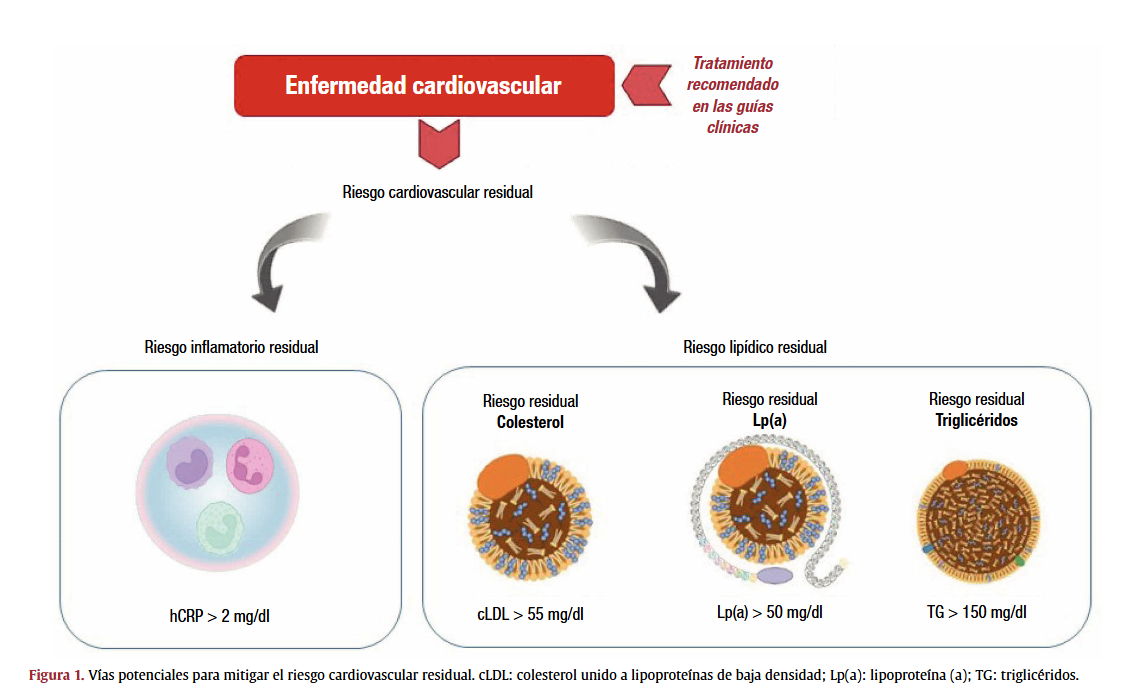 Enfermedad cardiovascular
Tratamiento
recomendado
en las guías
clínicas
Riesgo cardiovascular residual
Riesgo inflamatorio residual
Riesgo lipídico residual
Riesgo residual
Colesterol
Riesgo residual
Lp(a)
Riesgo residual
Triglicéridos
hCRP > 2 mg/dl
cLDL > 55 mg/dl
Lp(a) > 50 mg/dl
TG > 150 mg/dl
Figura 1. Vías potenciales para mitigar el riesgo cardiovascular residual. cLDL: colesterol unido a lipoproteínas de baja densidad; Lp(a): lipoproteína (a); TG: triglicéridos.